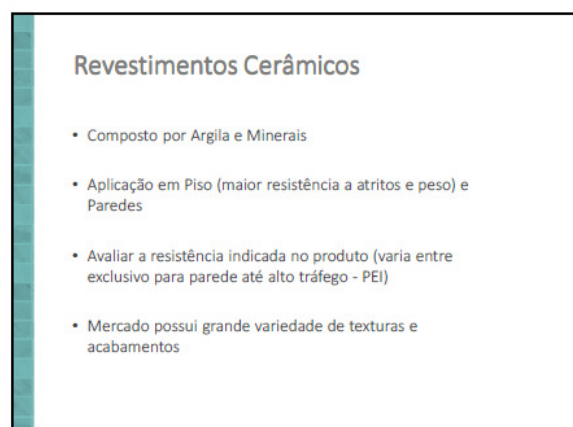 Revestimentos Cerâmicos
• Composto por Argila e Minerais
• Aplicação em Piso (maior resistência a atritos e peso) e
Paredes
• Avaliar a resistência indicada no produto (varia entre
exclusivo para parede até alto tráfego - PEI)
• Mercado possui grande variedade de texturas e
acabamentos